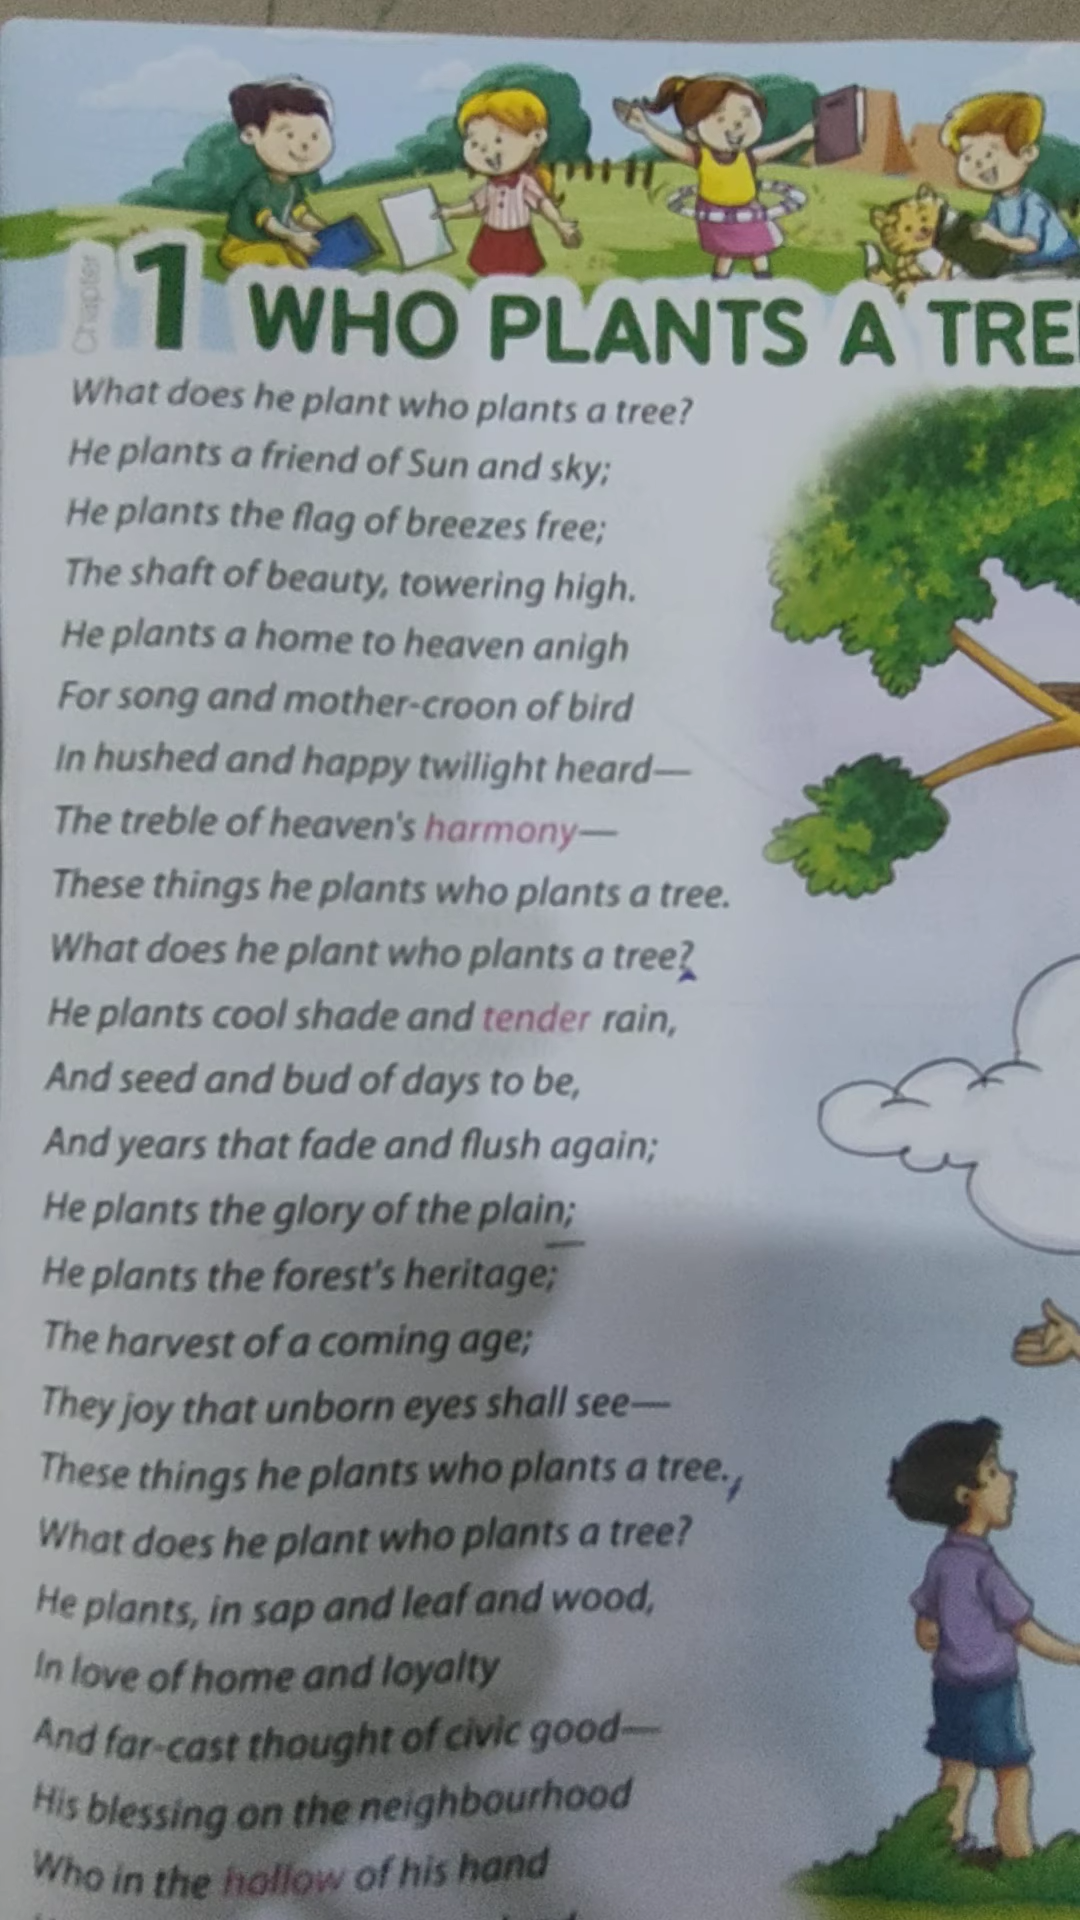 Chapter
1 WHO PLANTS A TRE
What does he plant who plants a tree?
He plants a friend of Sun and sky;
He plants the flag of breezes free;
The shaft of beauty, towering high.
He plants a home to heaven anigh
For song and mother-croon of bird
In hushed and happy twilight heard—
The treble of heaven's harmony—
These things he plants who plants a tree.
What does he plant who plants a tree?
He plants cool shade and tender rain,
And seed and bud of days to be,
And years that fade and flush again;
He plants the glory of the plain;
He plants the forest's heritage;
The harvest of a coming age;
They joy that unborn eyes shall see—
These things he plants who plants a tree.
What does he plant who plants a tree?
He plants, in sap and leaf and wood,
In love of home and loyalty
And far-cast thought of civic good—
His blessing on the neighbourhood
Who in the hollow of his hand